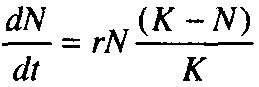 dN/dt = rN (K − N)/K